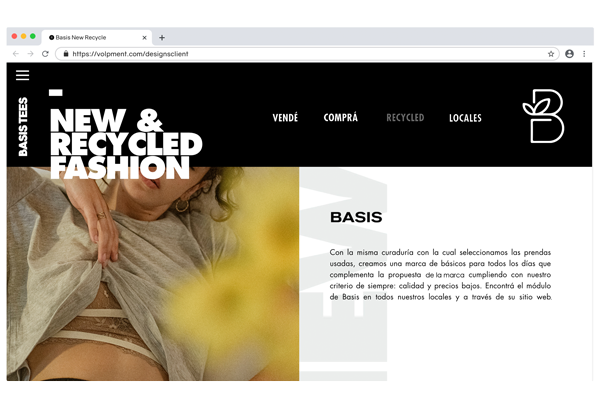 Basis New Recycle
https://volpment.com/designsclient
BASIS TEES
NEW &
RECYCLED
FASHION
VENDÉ
COMPRÁ
RECYCLED
LOCALES
B
WE
BASIS
Con la misma curaduría con la cual seleccionamos las prendas
usadas, creamos una marca de básicos para todos los días que
complementa la propuesta de la marca cumpliendo con nuestro
criterio de siempre: calidad y precios bajos. Encontrá el módulo
de Basis en todos nuestros locales y a través de su sitio web.